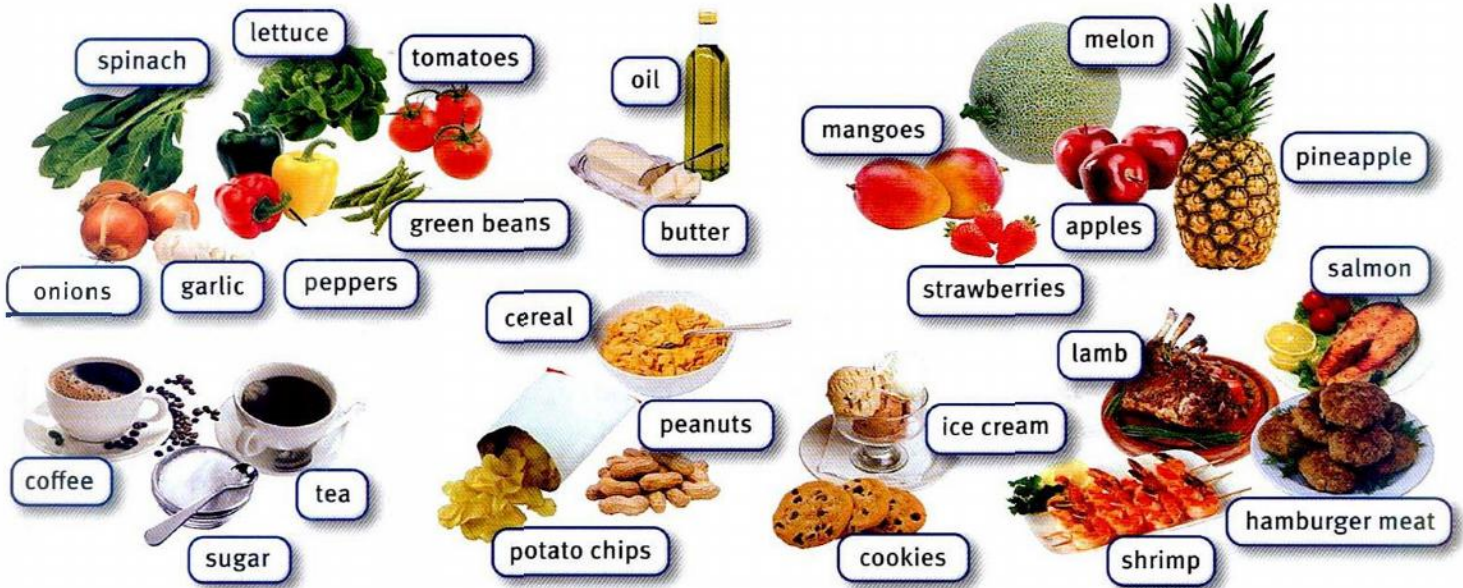 spinach
lettuce
tomatoes
onions
garlic
peppers
green beans
oil
butter
mangoes
melon
pineapple
apples
strawberries
coffee
sugar
tea
cereal
peanuts
potato chips
ice cream
cookies
lamb
salmon
shrimp
hamburger meat